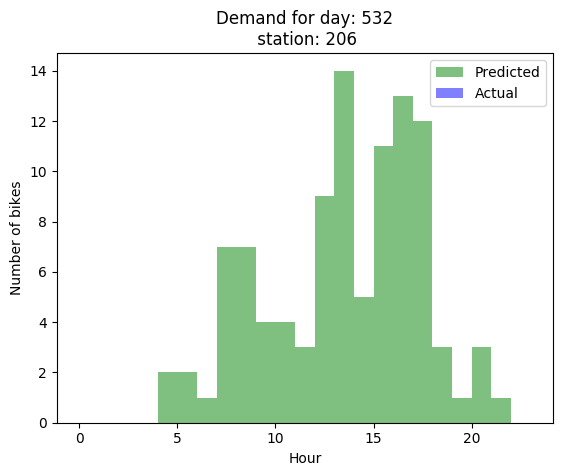 Demand for day: 532
station: 206
Predicted
Actual
14
12
10
8
6
4
2
0
Number of bikes
0 5 10 15 20
Hour